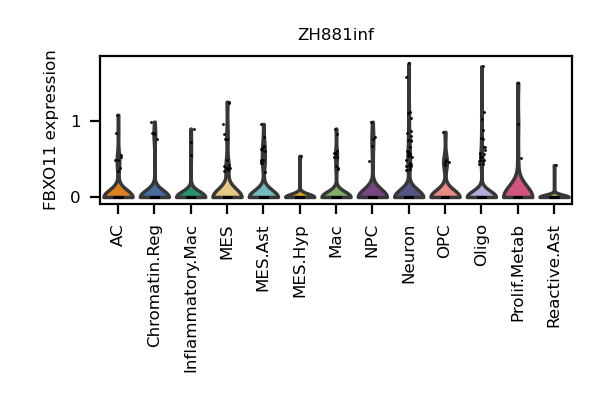 ZH881inf
FBXO11 expression
1
0
AC
Chromatin.Reg
Inflammatory.Mac
MES
MES.Ast
MES.Hyp
Mac
NPC
Neuron
OPC
Oligo
Prolif.Metab
Reactive.Ast